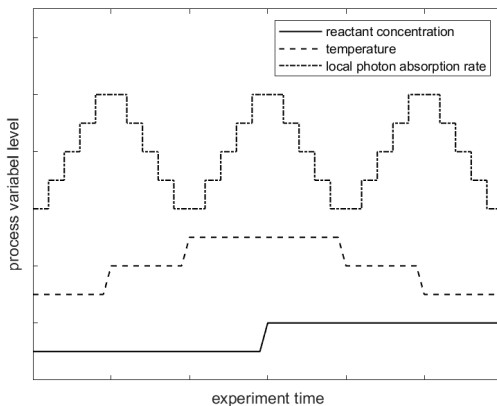 reactant concentration
temperature
local photon absorption rate
process variabel level
experiment time